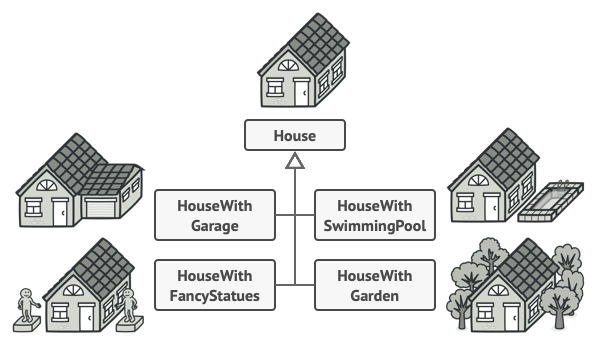 House
HouseWith
Garage
HouseWith
SwimmingPool
HouseWith
FancyStatues
HouseWith
Garden